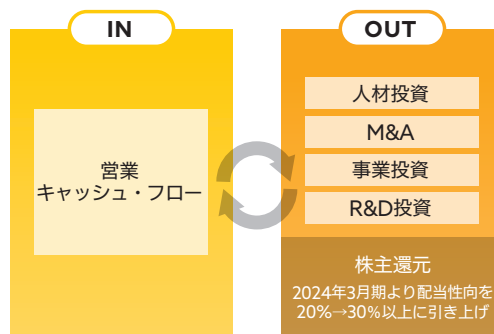 IN
営業
キャッシュ・フロー
OUT
人材投資
M&A
事業投資
R&D投資
株主還元
2024年3月期より配当性向を
20%→30%以上に引き上げ